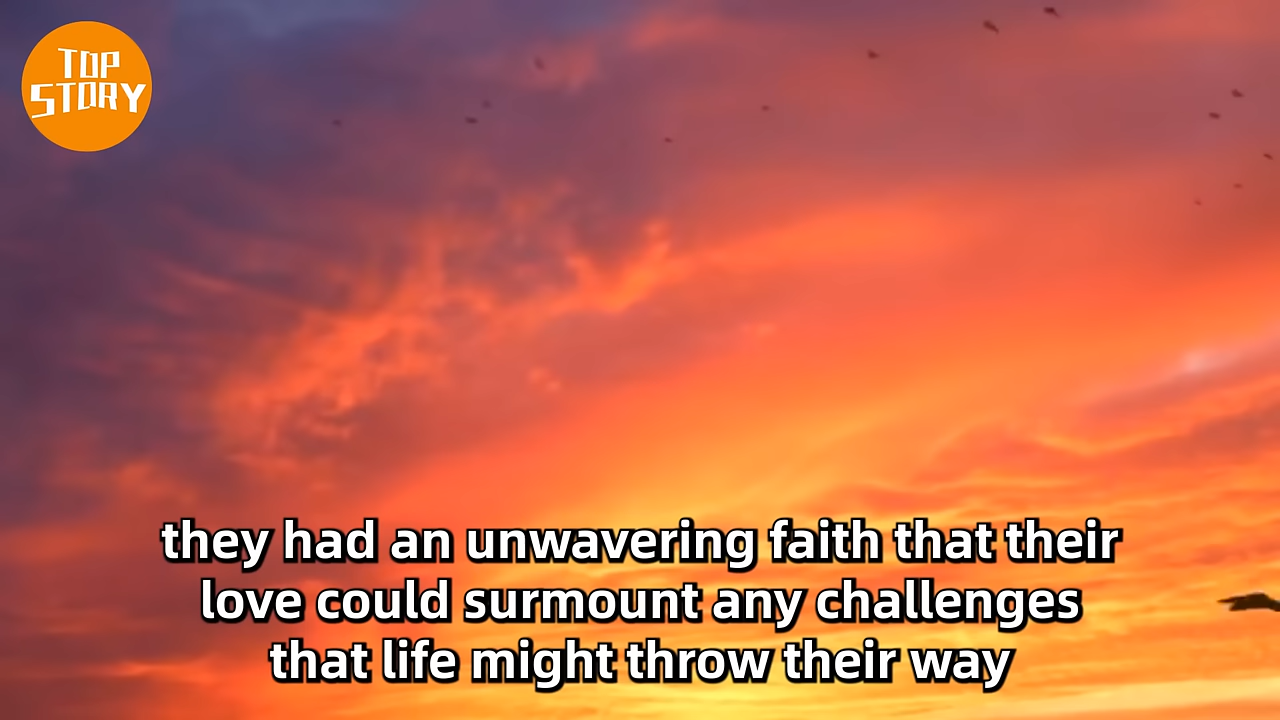 TOP
STORY
they had an unwavering faith that their
love could surmount any challenges
that life might throw their way